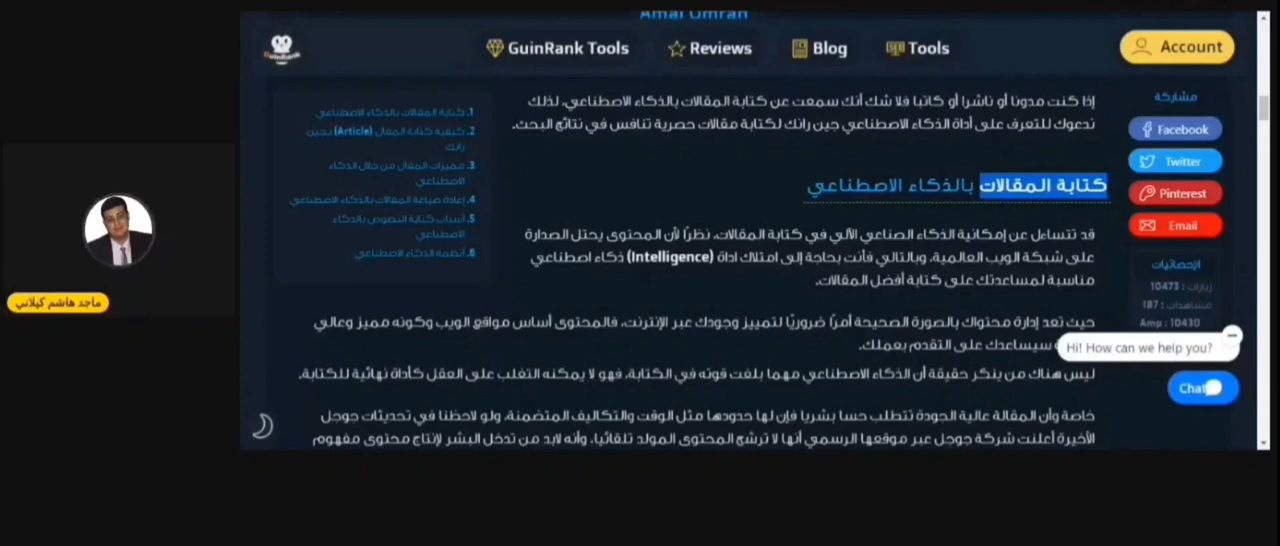 Amal Omran
GuinRank Tools
Reviews
Blog
Tools
Account
مشاركة
Facebook
Twitter
Pinterest
Email
الإحصائيات
زيارات : 10473
مشاهدات : 187
Amp : 10430
Hi! How can we help you?
Chat
إذا كنت مدونا أو ناشرا أو كاتبا فلا شك أنك سمعت عن كتابة المقالات بالذكاء الاصطناعي، لذلك
ندعوك للتعرف على أداة الذكاء الاصطناعي جين رانك لكتابة مقالات حصرية تنافس في نتائج البحث.
كتابة المقالات بالذكاء الاصطناعي
قد تتساءل عن إمكانية الذكاء الصناعي الآلي في كتابة المقالات، نظرًا لأن المحتوى يحتل الصدارة
على شبكة الويب العالمية، وبالتالي فأنت بحاجة إلى امتلاك اداة (Intelligence) ذكاء اصطناعي
مناسبة لمساعدتك على كتابة أفضل المقالات.
حيث تعد إدارة محتواك بالصورة الصحيحة أمرًا ضروريًا لتمييز وجودك عبر الإنترنت، فالمحتوى أساس مواقع الويب وكونه مميز وعالي
سيساعدك على التقدم بعملك.
ليس هناك من ينكر حقيقة أن الذكاء الاصطناعي مهما بلغت قوته في الكتابة، فهو لا يمكنه التغلب على العقل كأداة نهائية للكتابة.
خاصة وأن المقالة عالية الجودة تتطلب حسا بشريا فإن لها حدودها مثل الوقت والتكاليف المتضمنة، ولو لاحظنا في تحديثات جوجل
الأخيرة أعلنت شركة جوجل عبر موقعها الرسمي أنها لا ترشح المحتوى المولد تلقائيا، وأنه لابد من تدخل البشر لإنتاج محتوى مفهوم
1. كتابة المقالات بالذكاء الاصطناعي
2. كيفية كتابة المقال (Article) بجين
رانك
3. مميزات المقال من خلال الذكاء
الاصطناعي
4. إعادة صياغة المقالات بالذكاء الاصطناعي
5. أسباب كتابة النصوص بالذكاء
الاصطناعي
6. أنظمة الذكاء الاصطناعي
ماجد هاشم كيلاني